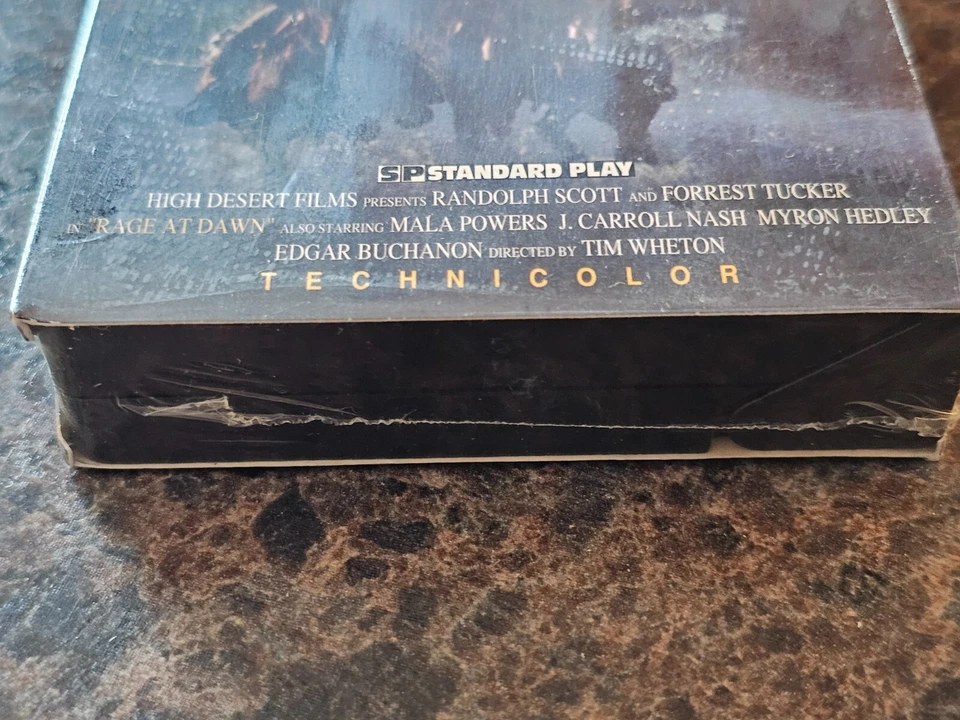 SP STANDARD PLAY
HIGH DESERT FILMS PRESENTS RANDOLPH SCOTT AND FORREST TUCKER
IN "RAGE AT DAWN" ALSO STARRING MALA POWERS J. CARROLL NASH MYRON HEDLEY
EDGAR BUCHANON DIRECTED BY TIM WHETON
TECHNICOLOR